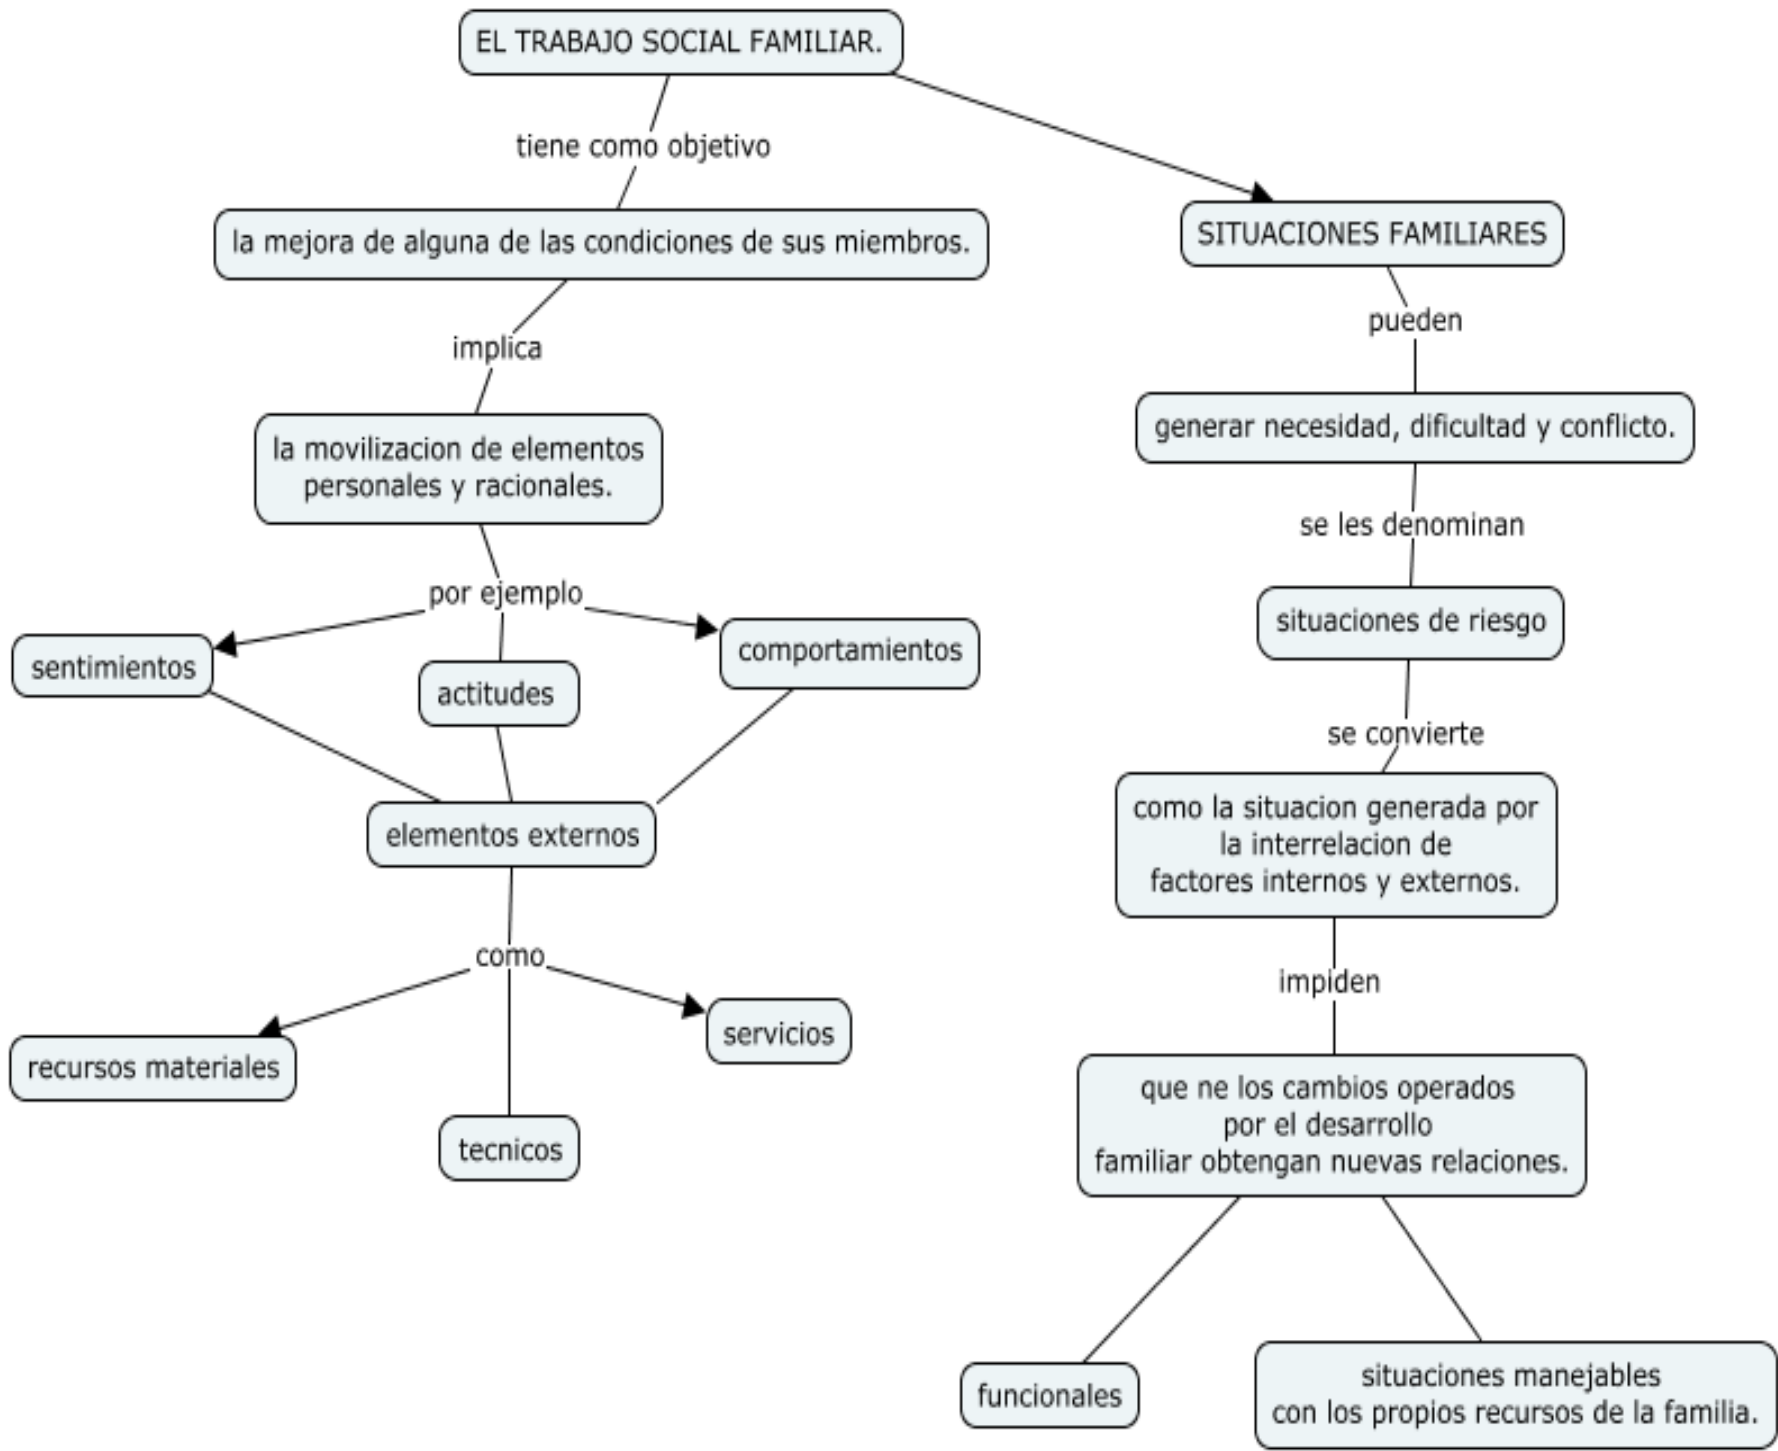 EL TRABAJO SOCIAL FAMILIAR.
tiene como objetivo
la mejora de alguna de las condiciones de sus miembros.
implica
la movilizacion de elementos
personales y racionales.
por ejemplo
sentimientos
actitudes
comportamientos
elementos externos
como
recursos materiales
tecnicos
servicios
SITUACIONES FAMILIARES
pueden
generar necesidad, dificultad y conflicto.
se les denominan
situaciones de riesgo
se convierte
como la situacion generada por
la interrelacion de
factores internos y externos.
impiden
que ne los cambios operados
por el desarrollo
familiar obtengan nuevas relaciones.
funcionales
situaciones manejables
con los propios recursos de la familia.